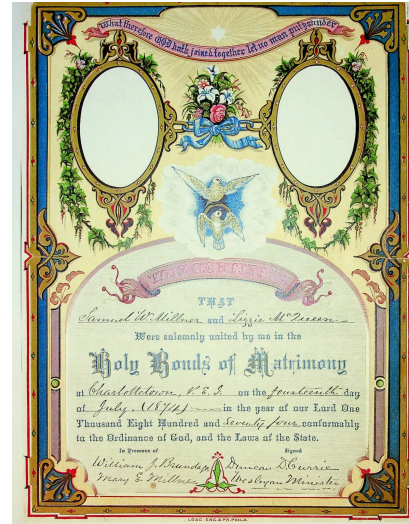 What therefore GOD hath joined together let no man put asunder
THIS CERTIFIES
THAT
Samuel W. Millner and Lizzie McQueen
Were solemnly united by me in the
Holy Bonds of Matrimony
at Charlottetown, P.E.I. on the fourteenth day
of July (1874) in the year of our Lord One
Thousand Eight Hundred and Seventy four conformably
to the Ordinance of God, and the Laws of the State.
In Presence of Signed
William J. Brundage Duncan D. Currie
Mary E. Millner Wesleyan Minister